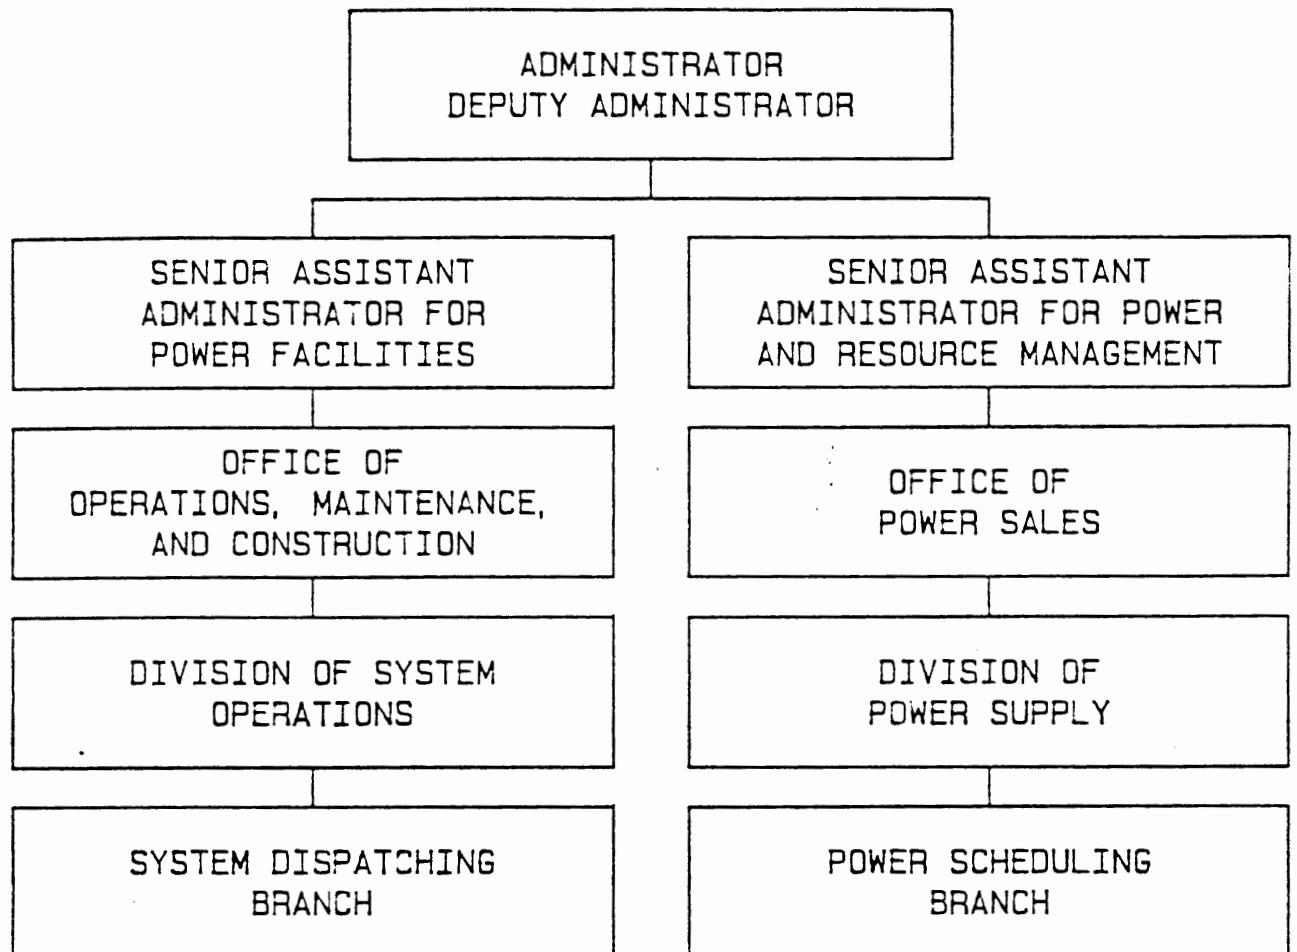 ADMINISTRATOR
DEPUTY ADMINISTRATOR
SENIOR ASSISTANT
ADMINISTRATOR FOR
POWER FACILITIES
SENIOR ASSISTANT
ADMINISTRATOR FOR POWER
AND RESOURCE MANAGEMENT
OFFICE OF
OPERATIONS, MAINTENANCE,
AND CONSTRUCTION
OFFICE OF
POWER SALES
DIVISION OF SYSTEM
OPERATIONS
DIVISION OF
POWER SUPPLY
SYSTEM DISPATCHING
BRANCH
POWER SCHEDULING
BRANCH